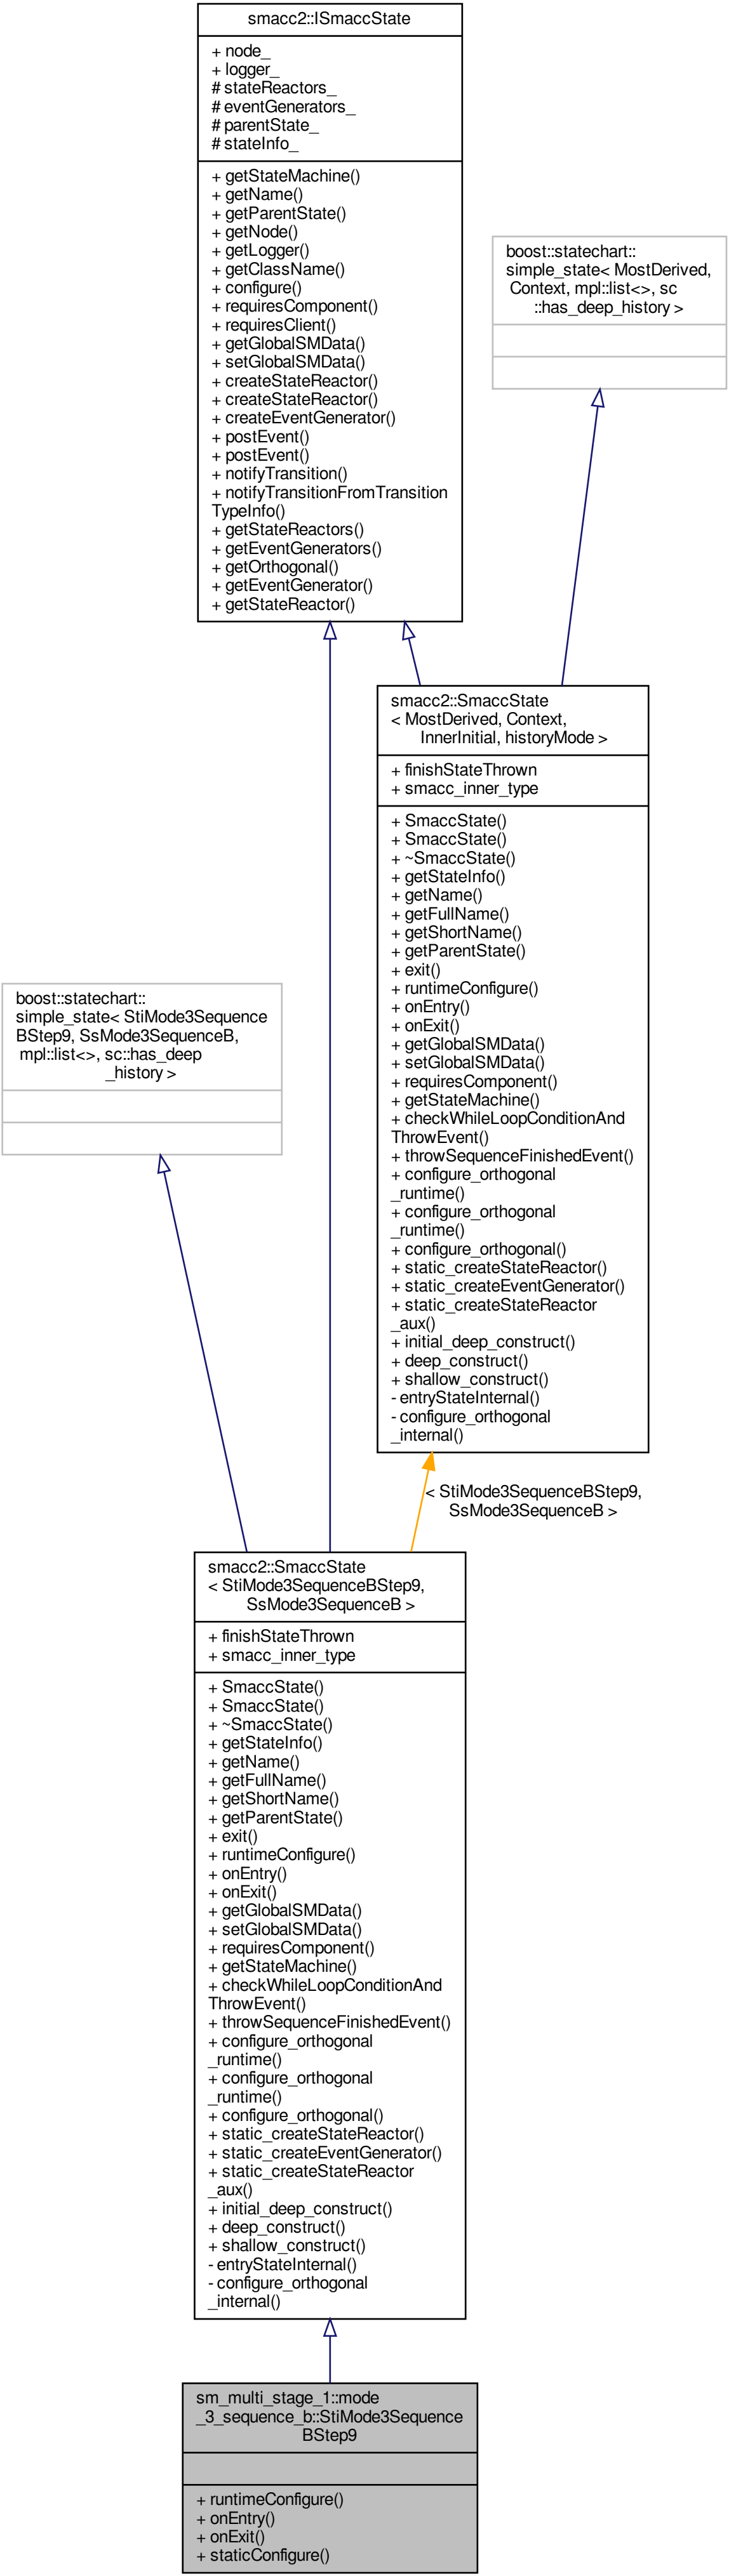 smacc2::ISmaccState
+ node_
+ logger_
# stateReactors_
# eventGenerators_
# parentState_
# stateInfo_
+ getStateMachine()
+ getName()
+ getParentState()
+ getNode()
+ getLogger()
+ getClassName()
+ configure()
+ requiresComponent()
+ requiresClient()
+ getGlobalSMData()
+ setGlobalSMData()
+ createStateReactor()
+ createStateReactor()
+ createEventGenerator()
+ postEvent()
+ postEvent()
+ notifyTransition()
+ notifyTransitionFromTransition
TypeInfo()
+ getStateReactors()
+ getEventGenerators()
+ getOrthogonal()
+ getEventGenerator()
+ getStateReactor()
boost::statechart::
simple_state< MostDerived,
Context, mpl::list<>, sc
::has_deep_history >
smacc2::SmaccState
< MostDerived, Context,
InnerInitial, historyMode >
+ finishStateThrown
+ smacc_inner_type
+ SmaccState()
+ SmaccState()
+ ~SmaccState()
+ getStateInfo()
+ getName()
+ getFullName()
+ getShortName()
+ getParentState()
+ exit()
+ runtimeConfigure()
+ onEntry()
+ onExit()
+ getGlobalSMData()
+ setGlobalSMData()
+ requiresComponent()
+ getStateMachine()
+ checkWhileLoopConditionAnd
ThrowEvent()
+ throwSequenceFinishedEvent()
+ configure_orthogonal
_runtime()
+ configure_orthogonal
_runtime()
+ configure_orthogonal()
+ static_createStateReactor()
+ static_createEventGenerator()
+ static_createStateReactor
_aux()
+ initial_deep_construct()
+ deep_construct()
+ shallow_construct()
- entryStateInternal()
- configure_orthogonal
_internal()
boost::statechart::
simple_state< StiMode3Sequence
BStep9, SsMode3SequenceB,
mpl::list<>, sc::has_deep
_history >
< StiMode3SequenceBStep9,
SsMode3SequenceB >
smacc2::SmaccState
< StiMode3SequenceBStep9,
SsMode3SequenceB >
+ finishStateThrown
+ smacc_inner_type
+ SmaccState()
+ SmaccState()
+ ~SmaccState()
+ getStateInfo()
+ getName()
+ getFullName()
+ getShortName()
+ getParentState()
+ exit()
+ runtimeConfigure()
+ onEntry()
+ onExit()
+ getGlobalSMData()
+ setGlobalSMData()
+ requiresComponent()
+ getStateMachine()
+ checkWhileLoopConditionAnd
ThrowEvent()
+ throwSequenceFinishedEvent()
+ configure_orthogonal
_runtime()
+ configure_orthogonal
_runtime()
+ configure_orthogonal()
+ static_createStateReactor()
+ static_createEventGenerator()
+ static_createStateReactor
_aux()
+ initial_deep_construct()
+ deep_construct()
+ shallow_construct()
- entryStateInternal()
- configure_orthogonal
_internal()
sm_multi_stage_1::mode
_3_sequence_b::StiMode3Sequence
BStep9
+ runtimeConfigure()
+ onEntry()
+ onExit()
+ staticConfigure()